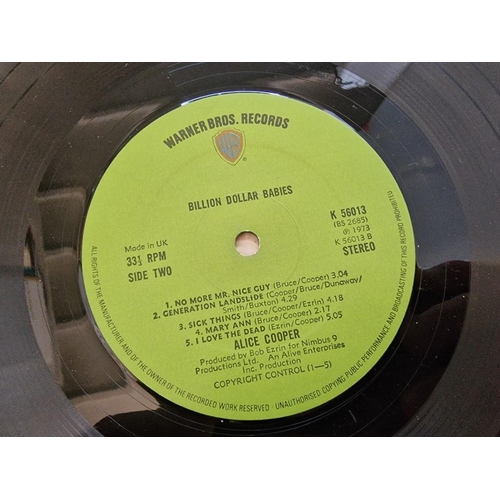 WARNER BROS. RECORDS
WB
BILLION DOLLAR BABIES
Made in UK
33⅓ RPM
SIDE TWO
K 56013
(BS 2685)
℗ 1973
K 56013 B
STEREO
1. NO MORE MR. NICE GUY (Bruce/Cooper) 3.04
2. GENERATION LANDSLIDE (Cooper/Bruce/Dunaway/
Smith/Buxton) 4.29
3. SICK THINGS (Bruce/Cooper/Ezrin) 4.18
4. MARY ANN (Bruce/Cooper) 2.17
5. I LOVE THE DEAD (Ezrin/Cooper) 5.05
ALICE COOPER
Produced by Bob Ezrin for Nimbus 9
Productions Ltd. An Alive Enterprises
Inc. Production
COPYRIGHT CONTROL (1-5)
ALL RIGHTS OF THE MANUFACTURER AND OF THE OWNER OF THE RECORDED WORK RESERVED · UNAUTHORISED COPYING PUBLIC PERFORMANCE AND BROADCASTING OF THIS RECORD PROHIBITED